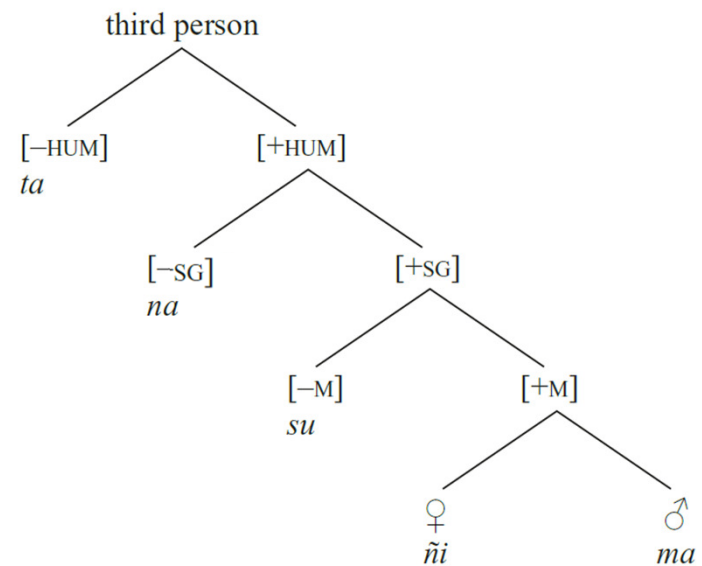 third person
[–HUM] [+HUM]
ta
[–SG] [+SG]
na
[–M] [+M]
su
♀ ♂
ñi ma